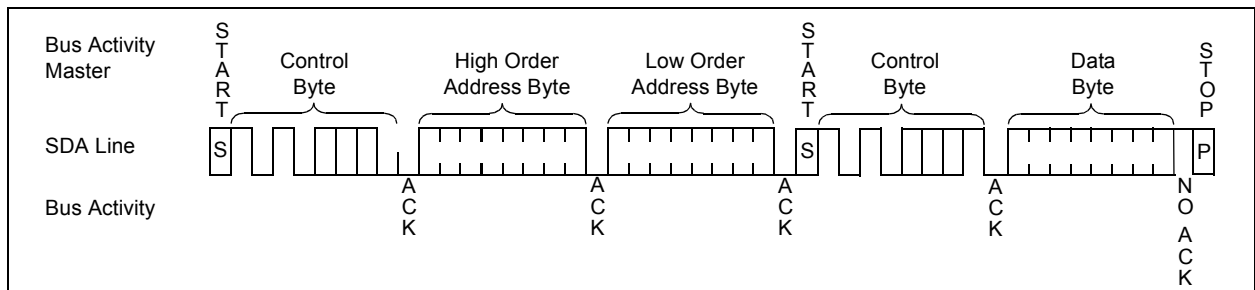 Bus Activity
Master
START
Control
Byte
High Order
Address Byte
Low Order
Address Byte
START
Control
Byte
Data
Byte
STOP
SDA Line
S
S
P
Bus Activity
ACK
ACK
ACK
ACK
NO ACK